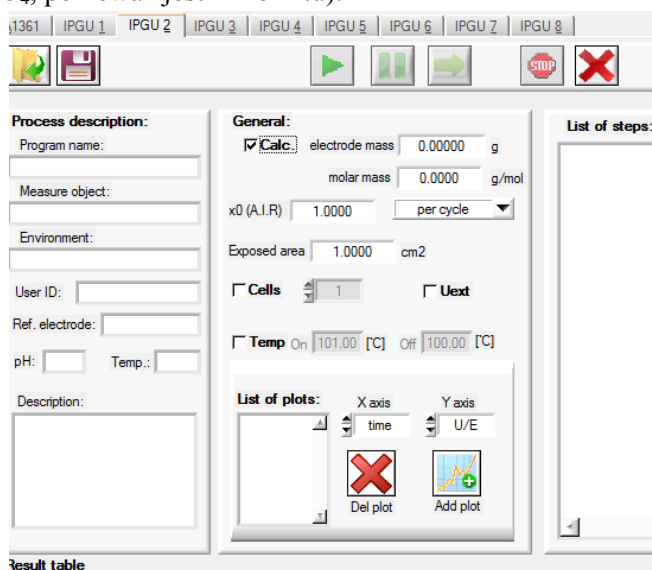 1361 IPGU 1 IPGU 2 IPGU 3 IPGU 4 IPGU 5 IPGU 6 IPGU 7 IPGU 8
STOP
Process description:
Program name:
Measure object:
Environment:
User ID:
Ref. electrode:
pH: Temp.:
Description:
General:
Calc. electrode mass 0.00000 g
molar mass 0.0000 g/mol
x0 (A.I.R) 1.0000 per cycle
Exposed area 1.0000 cm2
Cells 1 Uext
Temp On 101.00 [°C] Off 100.00 [°C]
List of plots: X axis Y axis
time U/E
Del plot Add plot
List of steps:
Result table